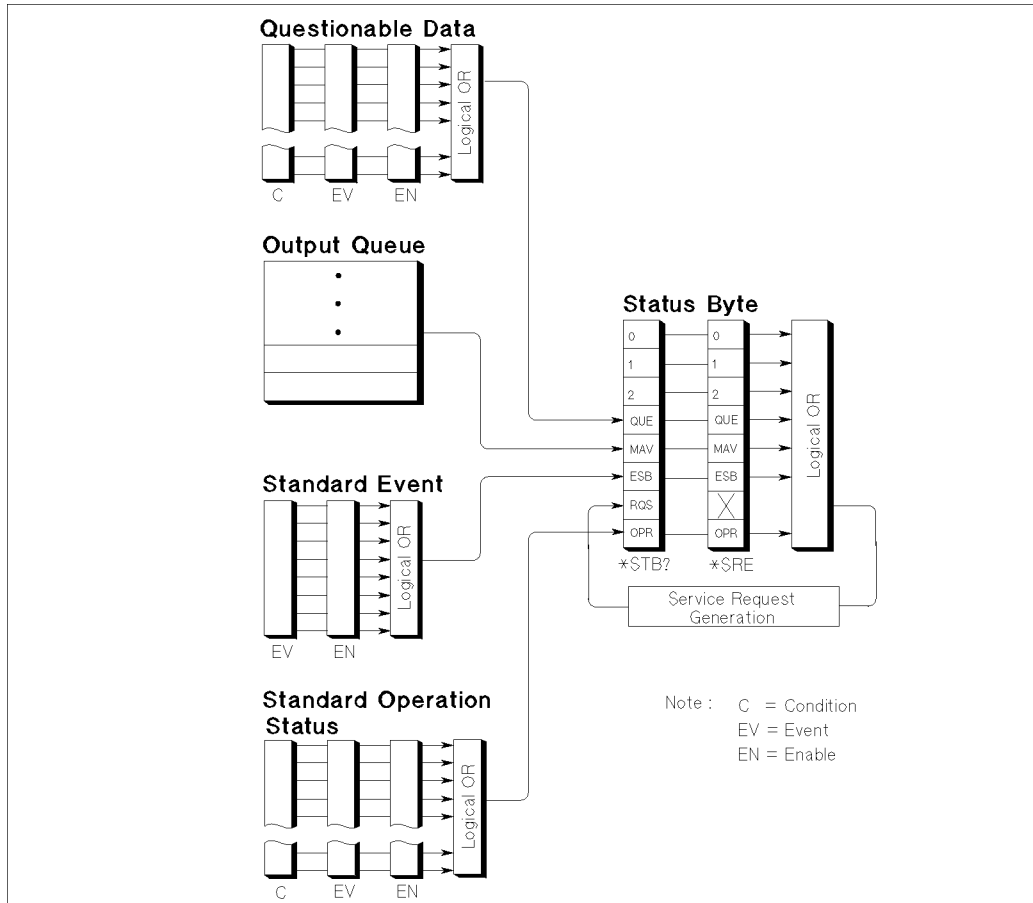 Questionable Data
Logical OR
C EV EN
Output Queue
Status Byte
0 0
1 1
2 2
QUE QUE
MAV MAV
ESB ESB
RQS
OPR OPR
Logical OR
*STB? *SRE
Service Request
Generation
Standard Event
Logical OR
EV EN
Standard Operation
Status
Logical OR
C EV EN
Note : C = Condition
EV = Event
EN = Enable